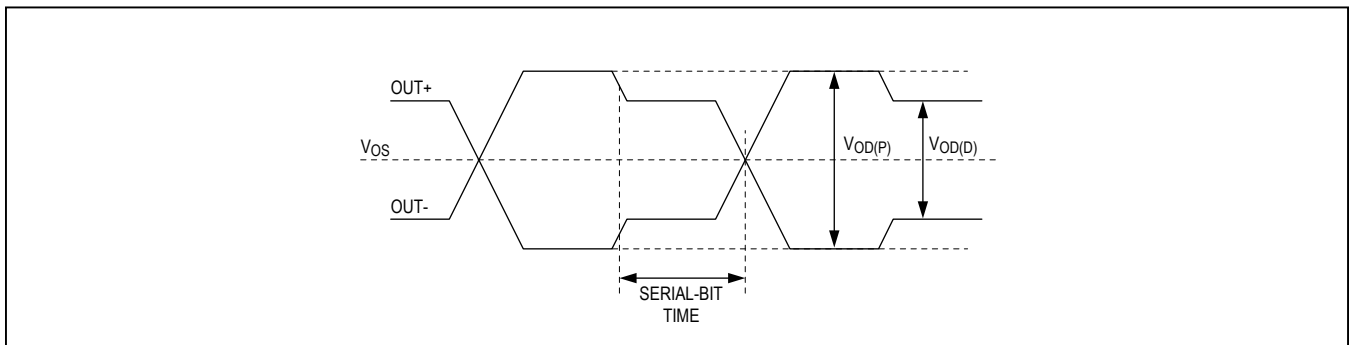 OUT+
VOS
VOD(P)
VOD(D)
OUT-
SERIAL-BIT
TIME